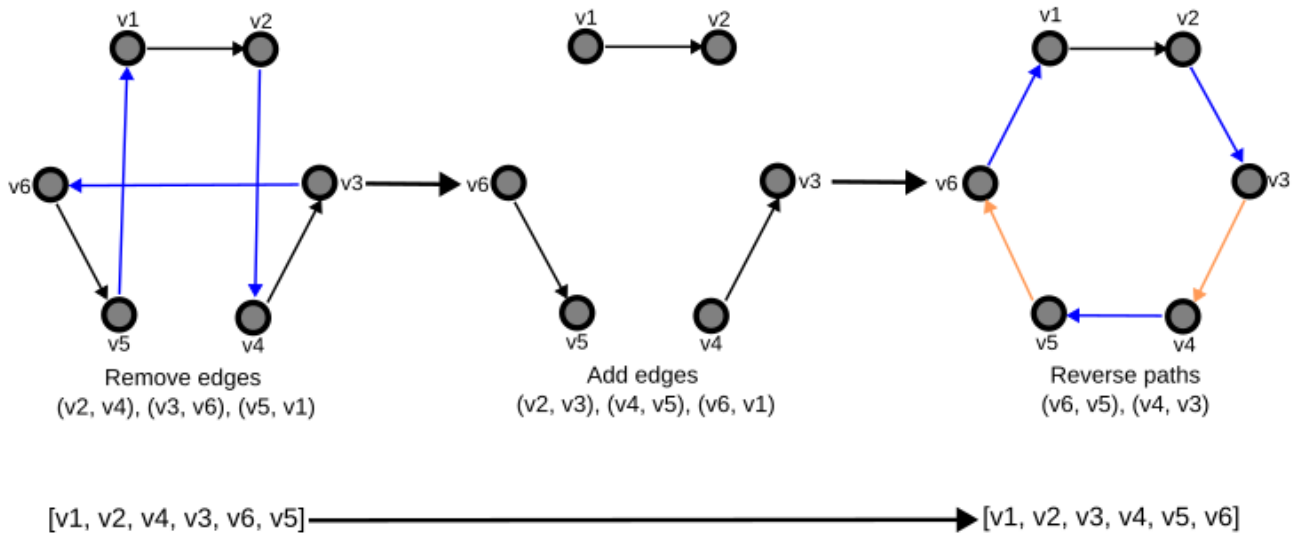 v1
v2
v6
v3
v5
v4
Remove edges
(v2, v4), (v3, v6), (v5, v1)
v1
v2
v6
v3
v5
v4
Add edges
(v2, v3), (v4, v5), (v6, v1)
v1
v2
v6
v3
v5
v4
Reverse paths
(v6, v5), (v4, v3)
[v1, v2, v4, v3, v6, v5]
[v1, v2, v3, v4, v5, v6]